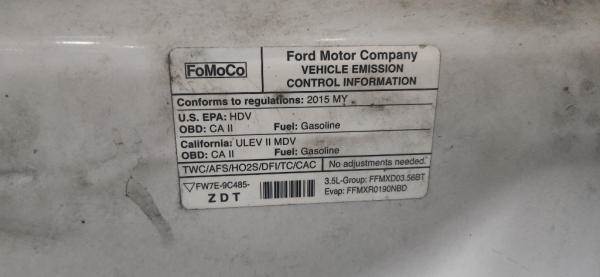 FoMoCo
Ford Motor Company
VEHICLE EMISSION
CONTROL INFORMATION
Conforms to regulations: 2015 MY
U.S. EPA: HDV
OBD: CA II Fuel: Gasoline
California: ULEV II MDV
OBD: CA II Fuel: Gasoline
TWC/AFS/HO2S/DFI/TC/CAC No adjustments needed.
FW7E-9C485-
ZDT
3.5L-Group: FFMXD03.56BT
Evap: FFMXR0190NBD